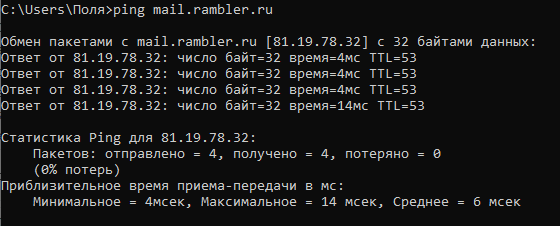 C:\Users\Поля>ping mail.rambler.ru
Обмен пакетами с mail.rambler.ru [81.19.78.32] с 32 байтами данных:
Ответ от 81.19.78.32: число байт=32 время=4мс TTL=53
Ответ от 81.19.78.32: число байт=32 время=4мс TTL=53
Ответ от 81.19.78.32: число байт=32 время=4мс TTL=53
Ответ от 81.19.78.32: число байт=32 время=14мс TTL=53
Статистика Ping для 81.19.78.32:
Пакетов: отправлено = 4, получено = 4, потеряно = 0
(0% потерь)
Приблизительное время приема-передачи в мс:
Минимальное = 4мсек, Максимальное = 14 мсек, Среднее = 6 мсек